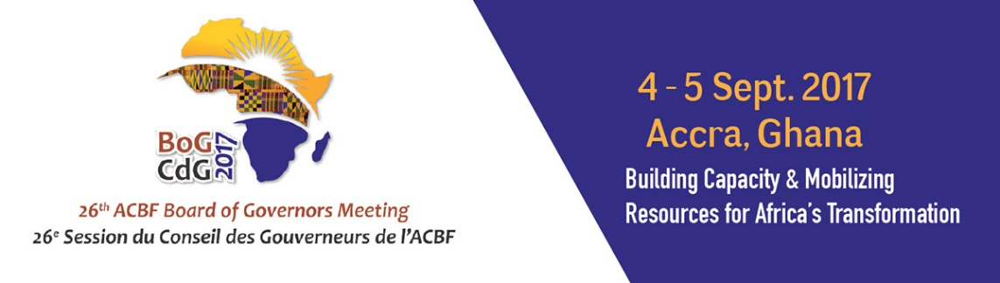 BoG
CdG
2017
26th ACBF Board of Governors Meeting
26e Session du Conseil des Gouverneurs de l'ACBF
4 - 5 Sept. 2017
Accra, Ghana
Building Capacity & Mobilizing
Resources for Africa's Transformation